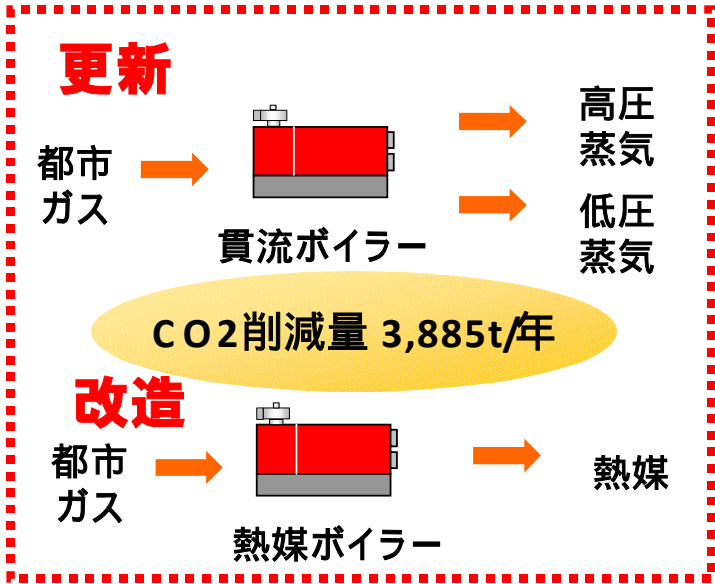 更新
都市
ガス
貫流ボイラー
高圧
蒸気
低圧
蒸気
CO2削減量 3,885t/年
改造
都市
ガス
熱媒ボイラー
熱媒